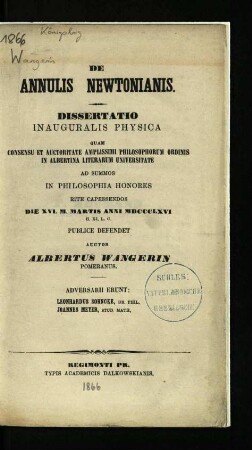 1866
Königsberg
Wangerin
DE
ANNULIS NEWTONIANIS.
DISSERTATIO
INAUGURALIS PHYSICA
QUAM
CONSENSU ET AUCTORITATE AMPLISSIMI PHILOSOPHORUM ORDINIS
IN ALBERTINA LITERARUM UNIVERSITATE
AD SUMMOS
IN PHILOSOPHIA HONORES
RITE CAPESSENDOS
DIE XVI. M. MARTIS ANNI MDCCCLXVI
H. XI. L. C.
PUBLICE DEFENDET
AUCTOR
ALBERTUS WANGERIN
POMERANUS.
ADVERSARII ERUNT:
LEONHARDUS SOHNCKE, DR. PHIL.
JOANNES MEYER, STUD. MATH.
REGIMONTI PR.
TYPIS ACADEMICIS DALKOWSKIANIS.
1866